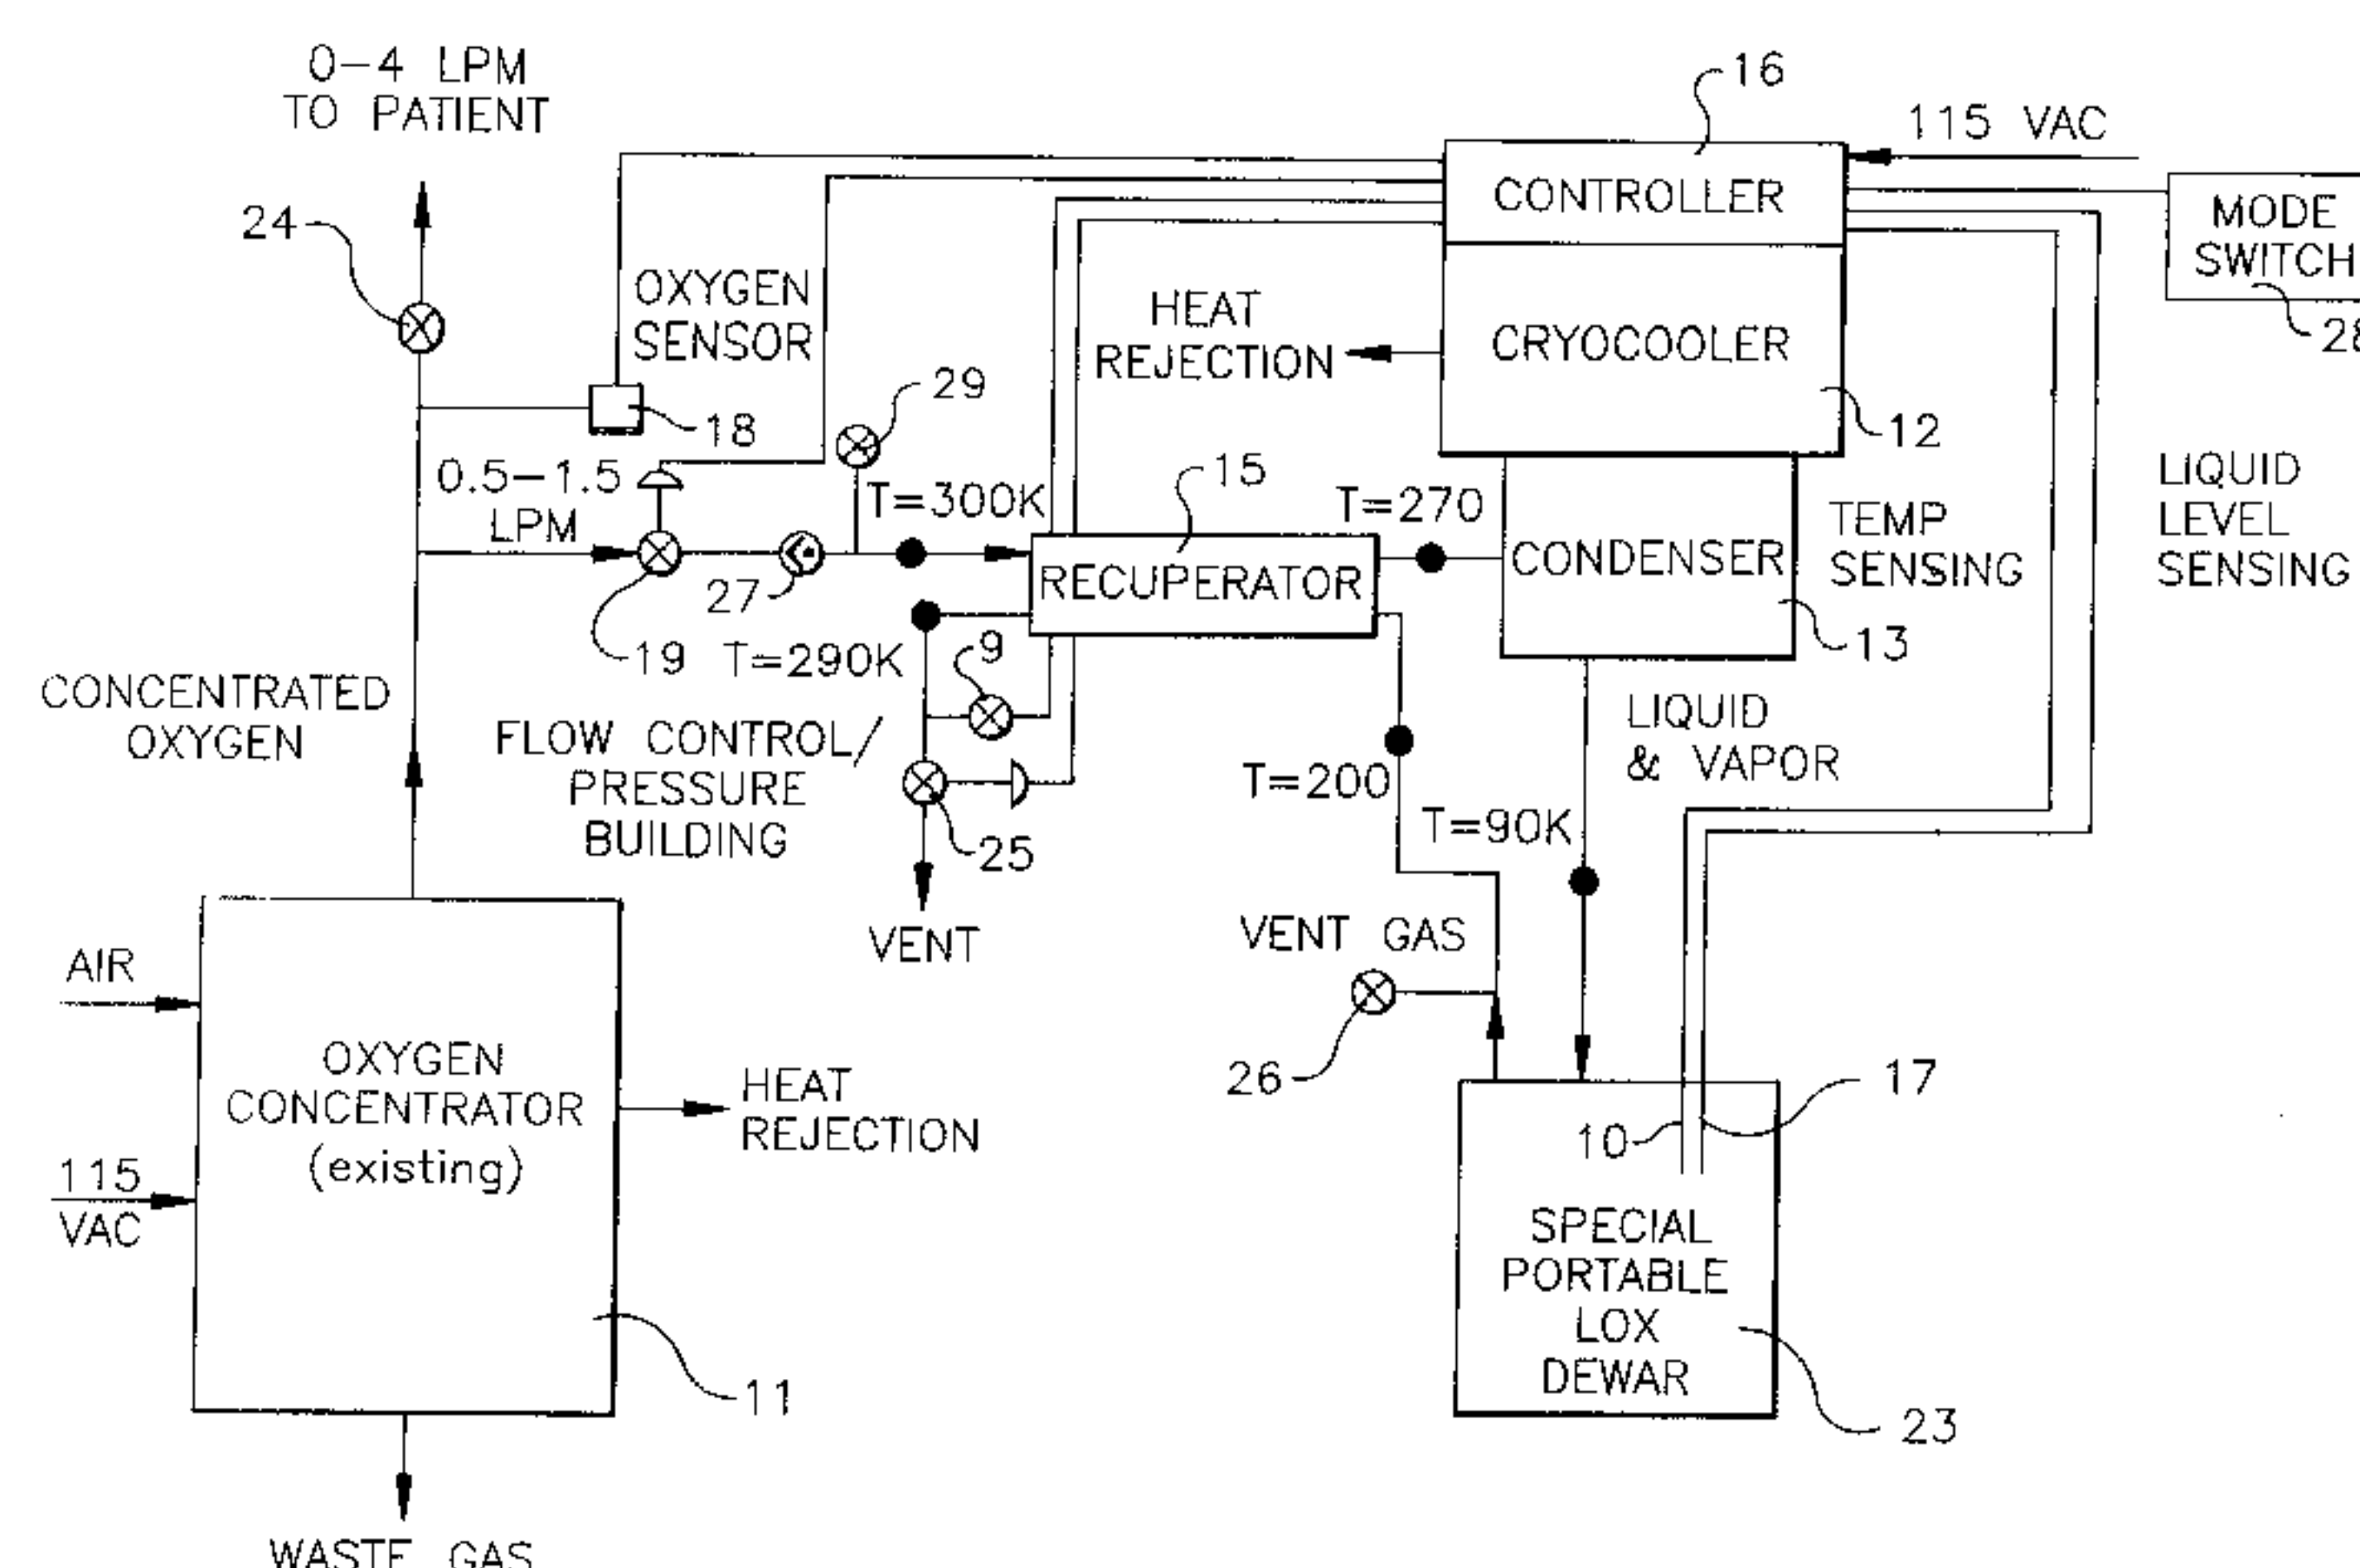 0-4 LPM
TO PATIENT
16
115 VAC
24
CONTROLLER
MODE
SWITCH
28
OXYGEN
SENSOR
HEAT
REJECTION
CRYOCOOLER
29
18
12
0.5-1.5
LPM
T=300K
15
T=270
LIQUID
LEVEL
SENSING
TEMP
SENSING
CONDENSER
RECUPERATOR
27
19
T=290K
9
13
CONCENTRATED
OXYGEN
FLOW CONTROL/
PRESSURE
BUILDING
LIQUID
& VAPOR
T=200
T=90K
25
VENT
VENT GAS
AIR
OXYGEN
CONCENTRATOR
(existing)
HEAT
REJECTION
26
10
17
115
VAC
SPECIAL
PORTABLE
LOX
DEWAR
11
23
WASTE GAS